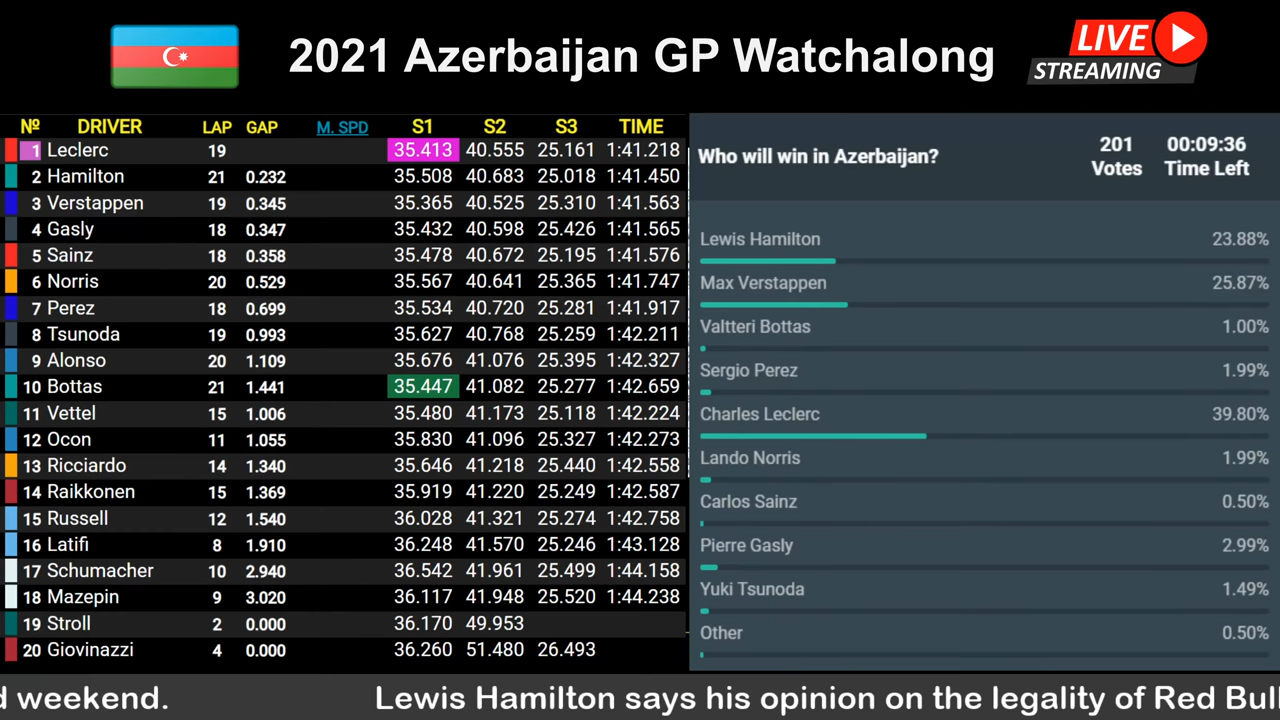 2021 Azerbaijan GP Watchalong
LIVE
STREAMING
Nº DRIVER LAP GAP M. SPD S1 S2 S3 TIME
1 Leclerc 19 35.413 40.555 25.161 1:41.218
2 Hamilton 21 0.232 35.508 40.683 25.018 1:41.450
3 Verstappen 19 0.345 35.365 40.525 25.310 1:41.563
4 Gasly 18 0.347 35.432 40.598 25.426 1:41.565
5 Sainz 18 0.358 35.478 40.672 25.195 1:41.576
6 Norris 20 0.529 35.567 40.641 25.365 1:41.747
7 Perez 18 0.699 35.534 40.720 25.281 1:41.917
8 Tsunoda 19 0.993 35.627 40.768 25.259 1:42.211
9 Alonso 20 1.109 35.676 41.076 25.395 1:42.327
10 Bottas 21 1.441 35.447 41.082 25.277 1:42.659
11 Vettel 15 1.006 35.480 41.173 25.118 1:42.224
12 Ocon 11 1.055 35.830 41.096 25.327 1:42.273
13 Ricciardo 14 1.340 35.646 41.218 25.440 1:42.558
14 Raikkonen 15 1.369 35.919 41.220 25.249 1:42.587
15 Russell 12 1.540 36.028 41.321 25.274 1:42.758
16 Latifi 8 1.910 36.248 41.570 25.246 1:43.128
17 Schumacher 10 2.940 36.542 41.961 25.499 1:44.158
18 Mazepin 9 3.020 36.117 41.948 25.520 1:44.238
19 Stroll 2 0.000 36.170 49.953
20 Giovinazzi 4 0.000 36.260 51.480 26.493
Who will win in Azerbaijan?
201 00:09:36
Votes Time Left
Lewis Hamilton 23.88%
Max Verstappen 25.87%
Valtteri Bottas 1.00%
Sergio Perez 1.99%
Charles Leclerc 39.80%
Lando Norris 1.99%
Carlos Sainz 0.50%
Pierre Gasly 2.99%
Yuki Tsunoda 1.49%
Other 0.50%
d weekend. Lewis Hamilton says his opinion on the legality of Red Bull